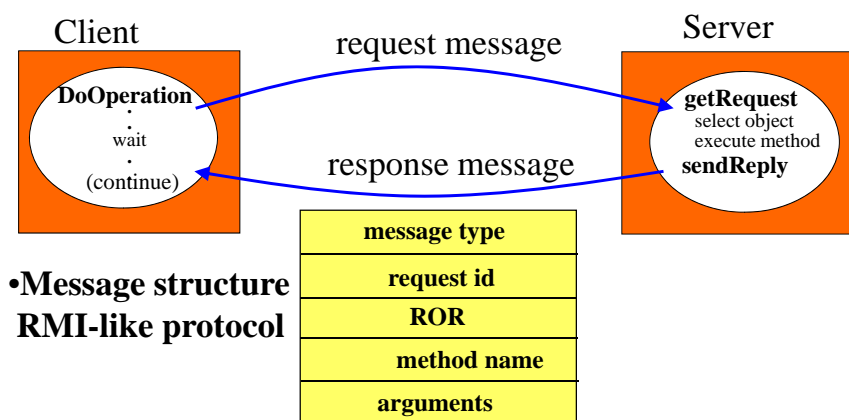 Client
request message
Server
DoOperation
.
.
wait
.
(continue)
getRequest
select object
execute method
sendReply
response message
•Message structure
RMI-like protocol
message type
request id
ROR
method name
arguments